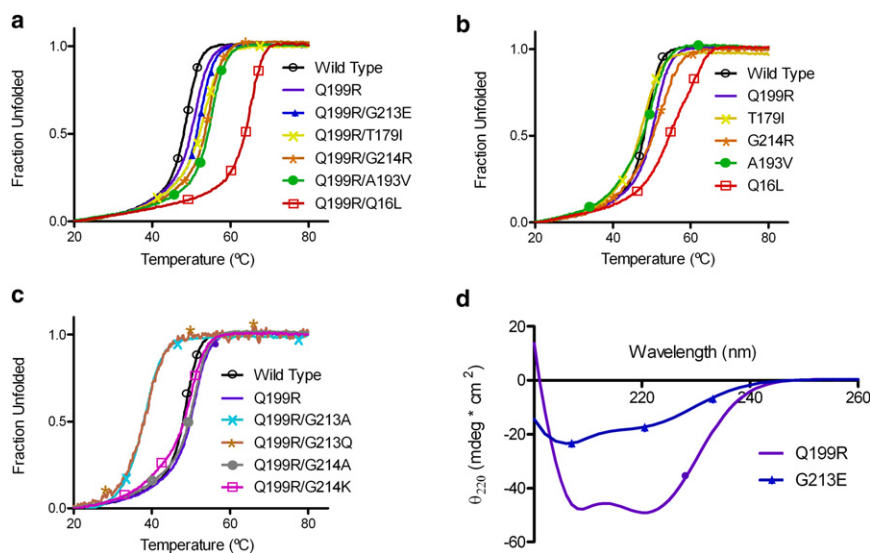 a
Fraction Unfolded
1.0
0.5
0.0
20 40 60 80
Temperature (ºC)
Wild Type
Q199R
Q199R/G213E
Q199R/T179I
Q199R/G214R
Q199R/A193V
Q199R/Q16L
b
Fraction Unfolded
1.0
0.5
0.0
20 40 60 80
Temperature (ºC)
Wild Type
Q199R
T179I
G214R
A193V
Q16L
c
Fraction Unfolded
1.0
0.5
0.0
20 40 60 80
Temperature (ºC)
Wild Type
Q199R
Q199R/G213A
Q199R/G213Q
Q199R/G214A
Q199R/G214K
d
θ220 (mdeg * cm2)
20
0
-20
-40
-60
Wavelength (nm)
220 240 260
Q199R
G213E